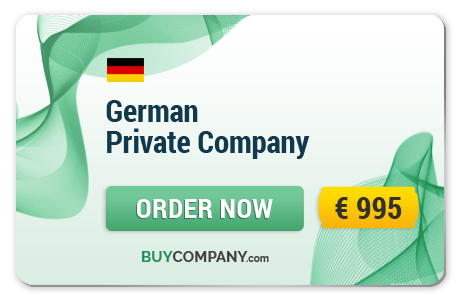 German
Private Company
ORDER NOW
€ 995
BUYCOMPANY.com